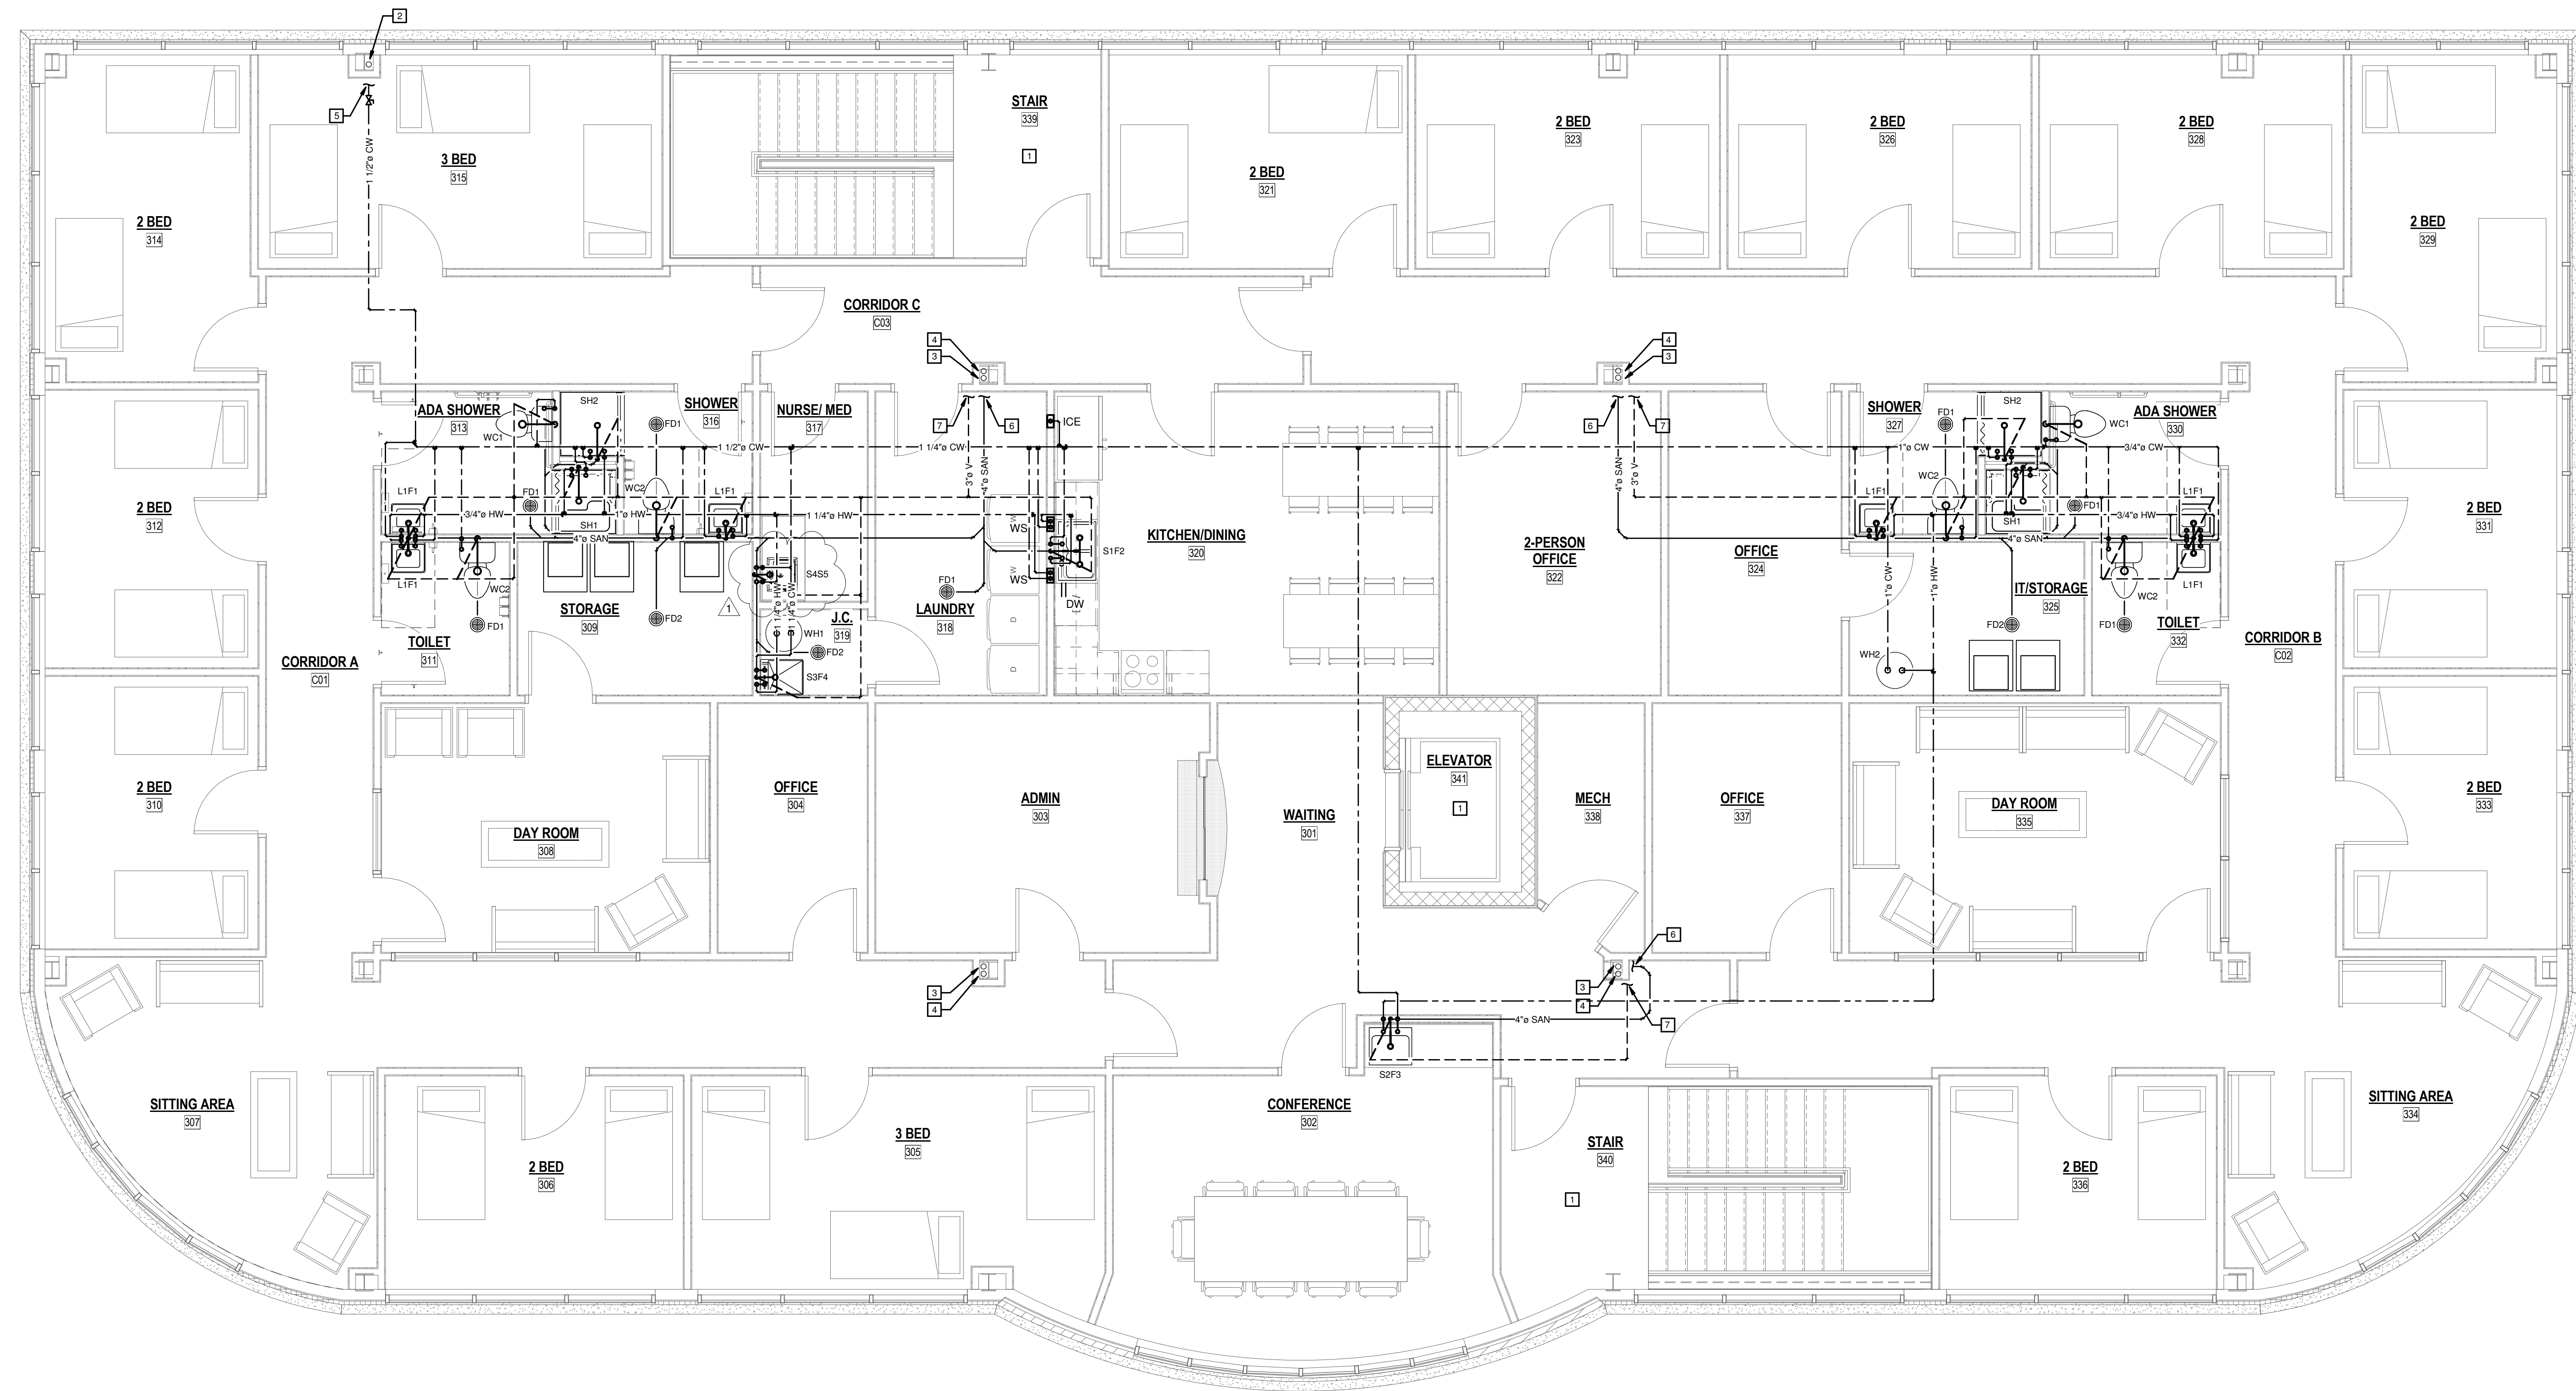 2
5
STAIR
339
1
2 BED
323
2 BED
326
2 BED
328
3 BED
315
2 BED
321
2 BED
314
2 BED
329
1 1/2"ø CW
CORRIDOR C
C03
4
3
4
3
ADA SHOWER
313
WC1
SH2
FD1
SHOWER
316
NURSE/ MED
317
7
6
ICE
1 1/2"ø CW
1 1/4"ø CW
3"ø V
4"ø SAN
6
7
4"ø SAN
3"ø V
SHOWER
327
FD1
SH2
WC1
ADA SHOWER
330
1"ø CW
3/4"ø CW
2 BED
312
L1F1
FD1
WC2
L1F1
3/4"ø HW
1"ø HW
SH1
1 1/4"ø HW
4"ø SAN
WS
W
WS
W
S1F2
KITCHEN/DINING
320
2-PERSON
OFFICE
322
OFFICE
324
L1F1
WC2
SH1
FD1
L1F1
3/4"ø HW
4"ø SAN
2 BED
331
L1F1
WC2
FD1
TOILET
311
STORAGE
309
FD2
1
S4S5
1 1/4"ø HW
1 1/4"ø CW
WH1
J.C.
319
FD2
S3F4
FD1
LAUNDRY
318
D
D
DW
1"ø CW
1"ø HW
WH2
IT/STORAGE
325
FD2
L1F1
WC2
FD1
TOILET
332
CORRIDOR A
C01
CORRIDOR B
C02
2 BED
310
DAY ROOM
308
OFFICE
304
ADMIN
303
WAITING
301
ELEVATOR
341
1
MECH
338
OFFICE
337
DAY ROOM
335
2 BED
333
3
4
6
3
4
7
4"ø SAN
S2F3
SITTING AREA
307
2 BED
306
3 BED
305
CONFERENCE
302
STAIR
340
1
2 BED
336
SITTING AREA
334